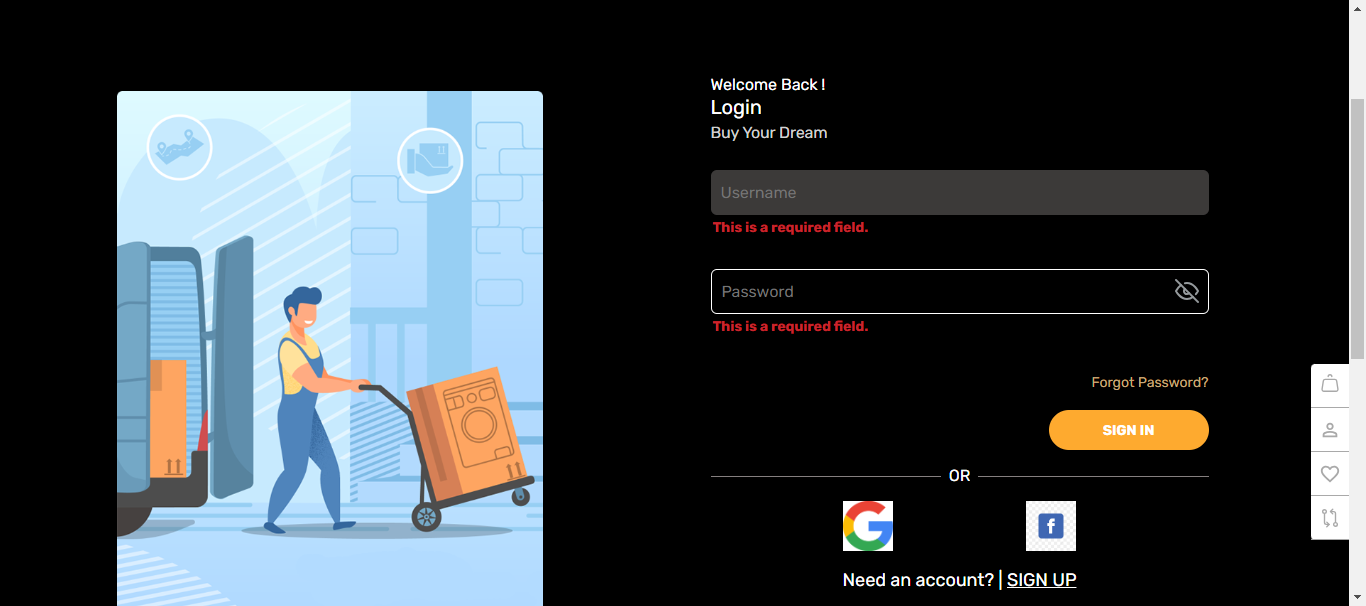 Welcome Back !
Login
Buy Your Dream
Username
This is a required field.
Password
This is a required field.
Forgot Password?
SIGN IN
OR
f
Need an account? | SIGN UP